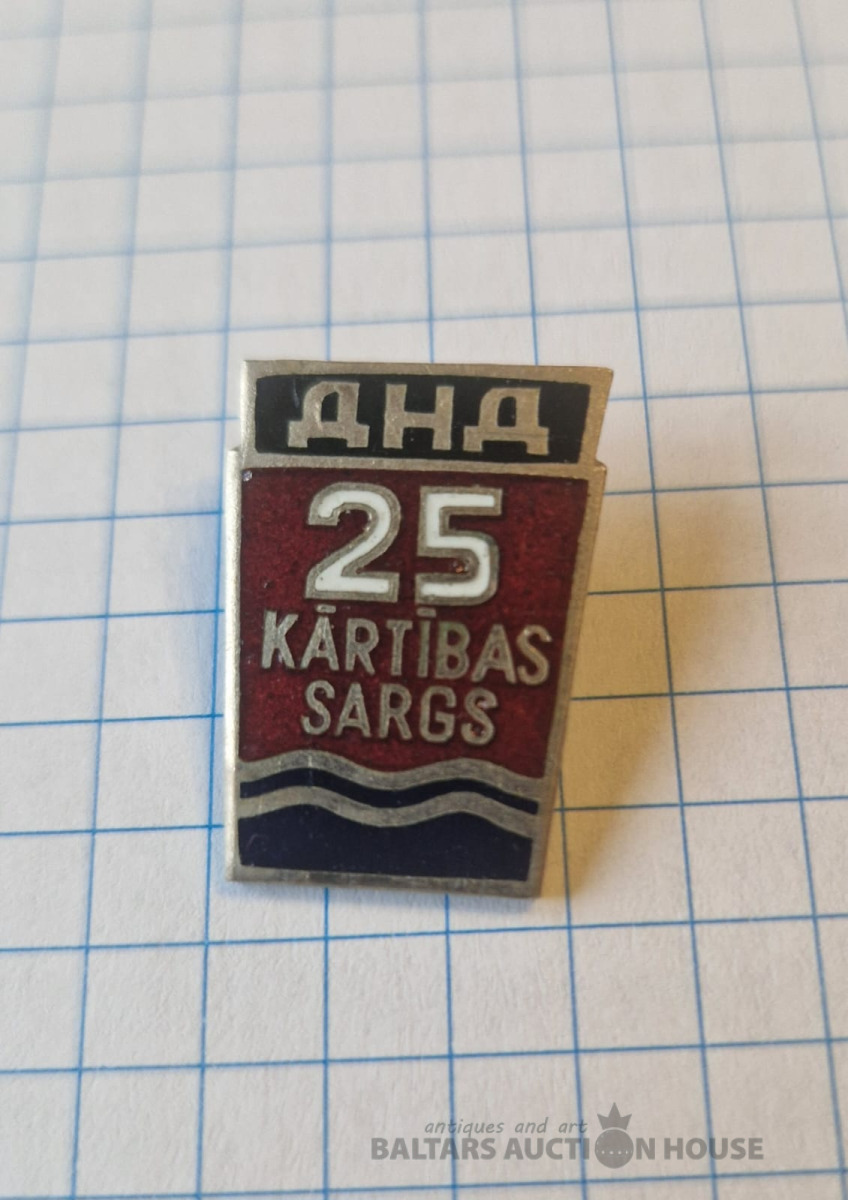 ДНД
25
KĀRTĪBAS
SARGS
antiques and art
BALTARS AUCTION HOUSE